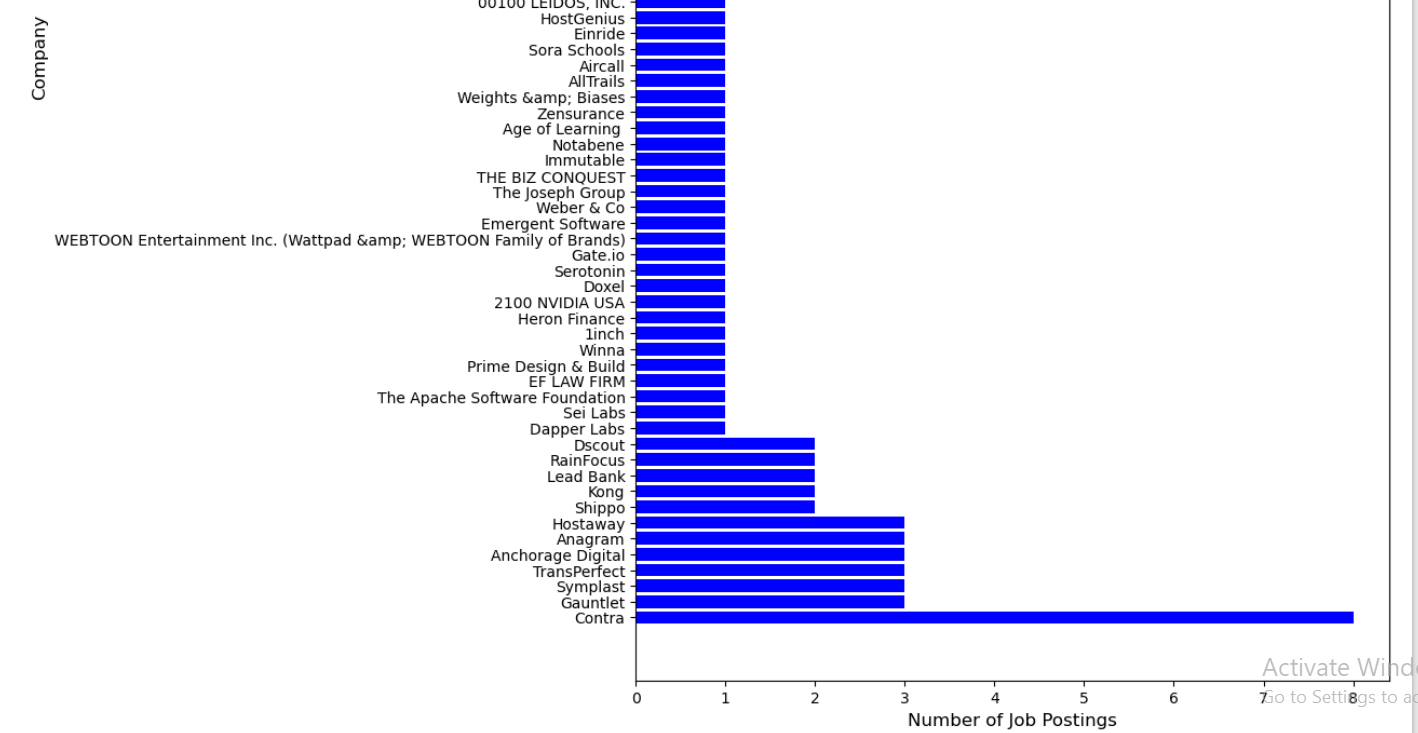 Company
00100 LEIDOS, INC.
HostGenius
Einride
Sora Schools
Aircall
AllTrails
Weights &amp; Biases
Zensurance
Age of Learning
Notabene
Immutable
THE BIZ CONQUEST
The Joseph Group
Weber & Co
Emergent Software
WEBTOON Entertainment Inc. (Wattpad &amp; WEBTOON Family of Brands)
Gate.io
Serotonin
Doxel
2100 NVIDIA USA
Heron Finance
1inch
Winna
Prime Design & Build
EF LAW FIRM
The Apache Software Foundation
Sei Labs
Dapper Labs
Dscout
RainFocus
Lead Bank
Kong
Shippo
Hostaway
Anagram
Anchorage Digital
TransPerfect
Symplast
Gauntlet
Contra
0 1 2 3 4 5 6 7 8
Number of Job Postings
Activate Wind
Go to Settings to a